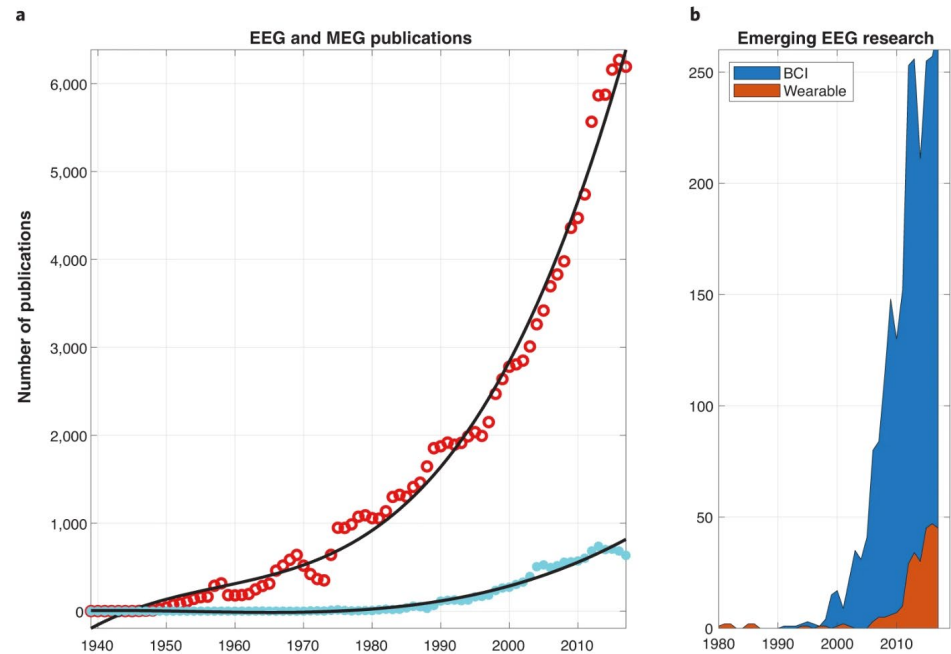 a
EEG and MEG publications
Number of publications
6,000
5,000
4,000
3,000
2,000
1,000
0
1940 1950 1960 1970 1980 1990 2000 2010
b
Emerging EEG research
BCI
Wearable
250
200
150
100
50
0
1980 1990 2000 2010